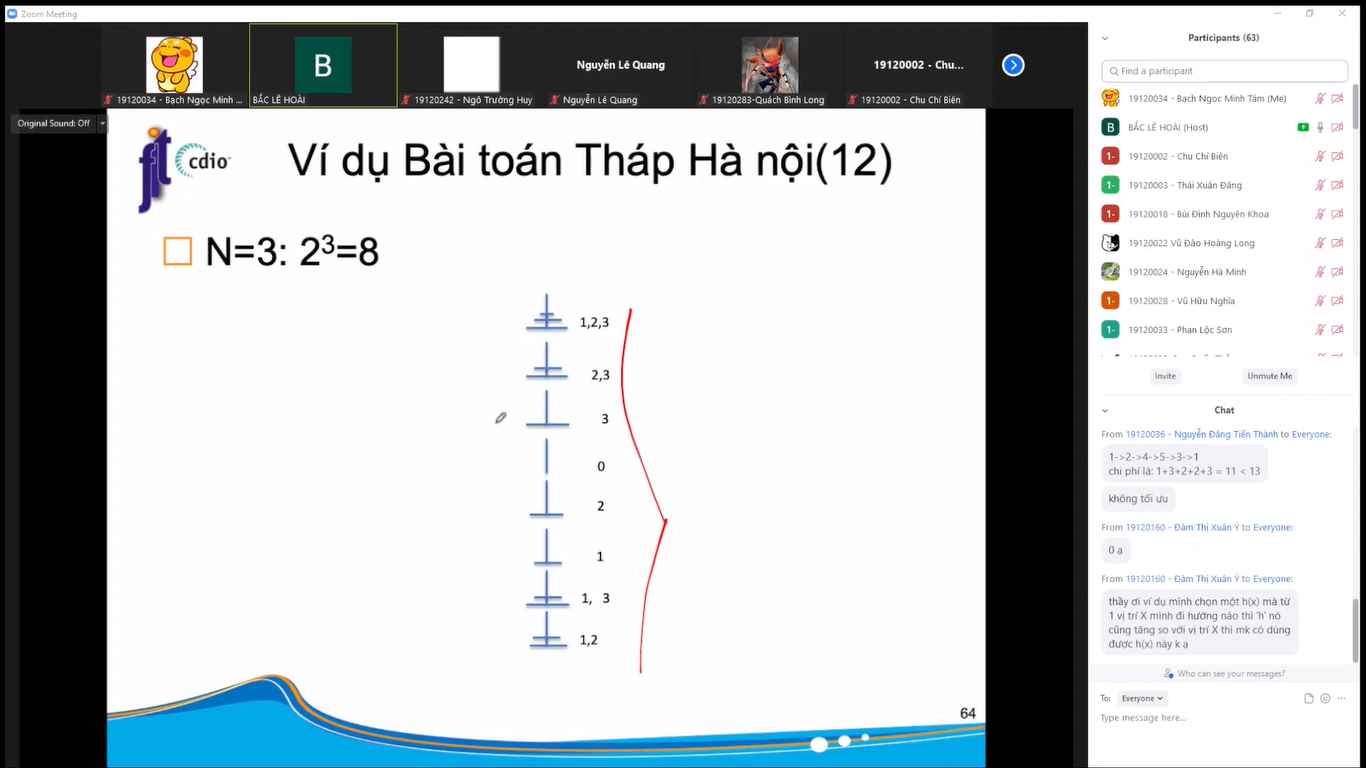 Zoom Meeting
19120034 - Bạch Ngọc Minh ...
B
BẮC LÊ HOÀI
19120242 - Ngô Trường Huy
Nguyễn Lê Quang
Nguyễn Lê Quang
19120283-Quách Bình Long
19120002 - Chu...
19120002 - Chu Chí Biên
Original Sound: Off
fit
cdio™
Ví dụ Bài toán Tháp Hà nội(12)
N=3: 2³=8
1,2,3
2,3
3
0
2
1
1, 3
1,2
64
Participants (63)
Find a participant
19120034 - Bạch Ngọc Minh Tâm (Me)
B BẮC LÊ HOÀI (Host)
1- 19120002 - Chu Chí Biên
1- 19120003 - Thái Xuân Đăng
1- 19120018 - Bùi Đình Nguyên Khoa
19120022 Vũ Đào Hoàng Long
19120024 - Nguyễn Hà Minh
1- 19120028 - Vũ Hữu Nghĩa
1- 19120033 - Phan Lộc Sơn
Invite
Unmute Me
Chat
From 19120036 - Nguyễn Đăng Tiến Thành to Everyone:
1->2->4->5->3->1
chi phí là: 1+3+2+2+3 = 11 < 13
không tối ưu
From 19120160 - Đàm Thị Xuân Ý to Everyone:
0 ạ
From 19120160 - Đàm Thị Xuân Ý to Everyone:
thầy ơi ví dụ mình chọn một h(x) mà từ
1 vị trí X mình đi hướng nào thì 'h' nó
cũng tăng so với vị trí X thì mk có dùng
được h(x) này k ạ
Who can see your messages?
To: Everyone
Type message here...